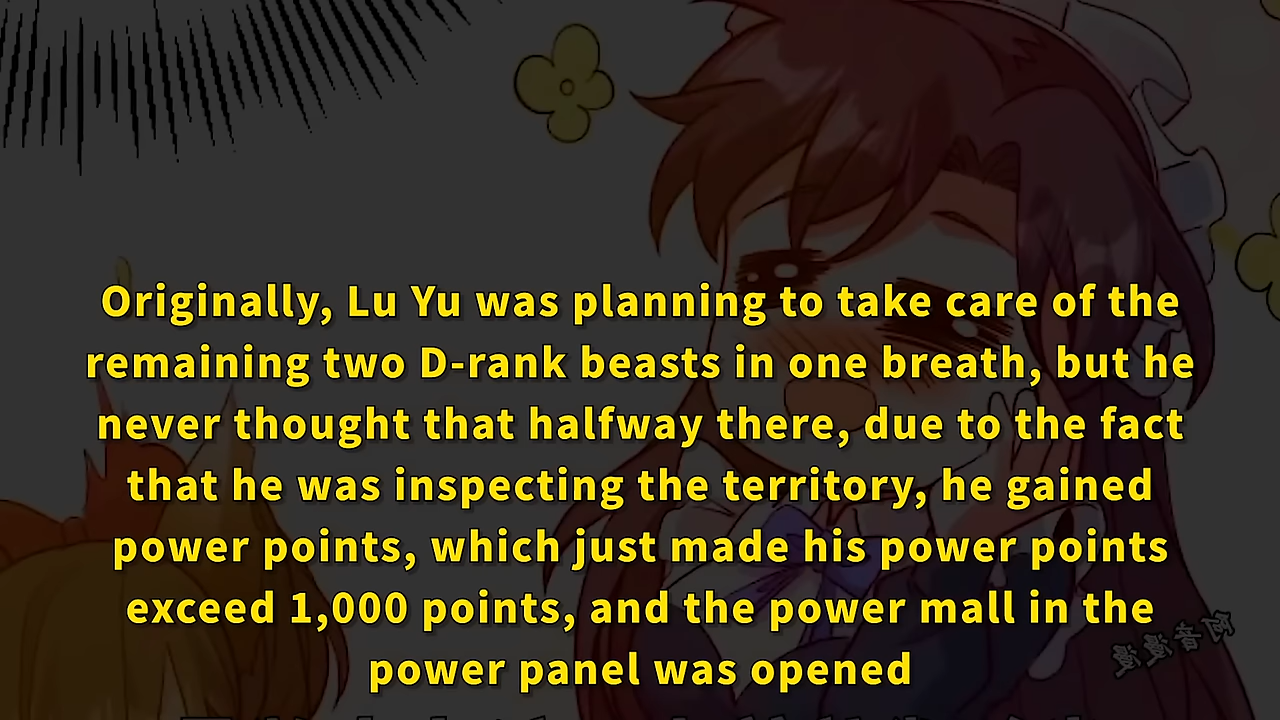 Originally, Lu Yu was planning to take care of the
remaining two D-rank beasts in one breath, but he
never thought that halfway there, due to the fact
that he was inspecting the territory, he gained
power points, which just made his power points
exceed 1,000 points, and the power mall in the
power panel was opened